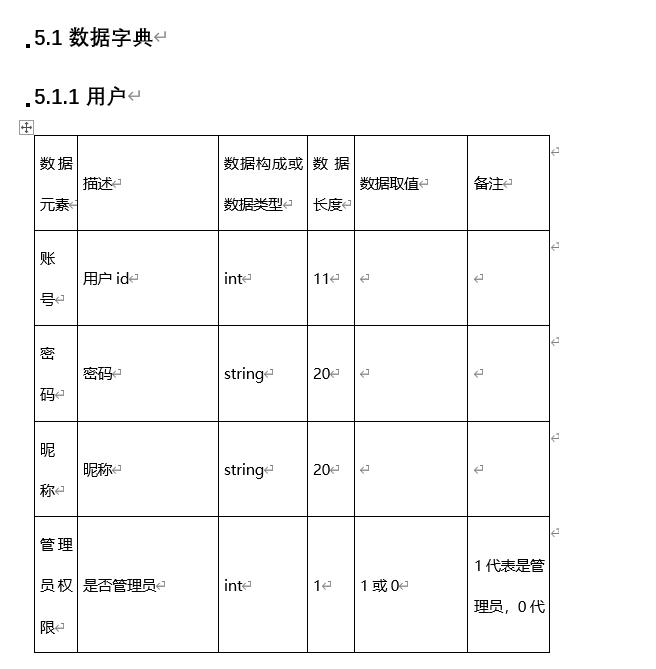 5.1 数据字典
5.1.1 用户
数据
元素
描述
数据构成或
数据类型
数据
长度
数据取值
备注
账
号
用户 id
int
11
密
码
密码
string
20
昵
称
昵称
string
20
管理
员权
限
是否管理员
int
1
1 或 0
1 代表是管
理员，0 代